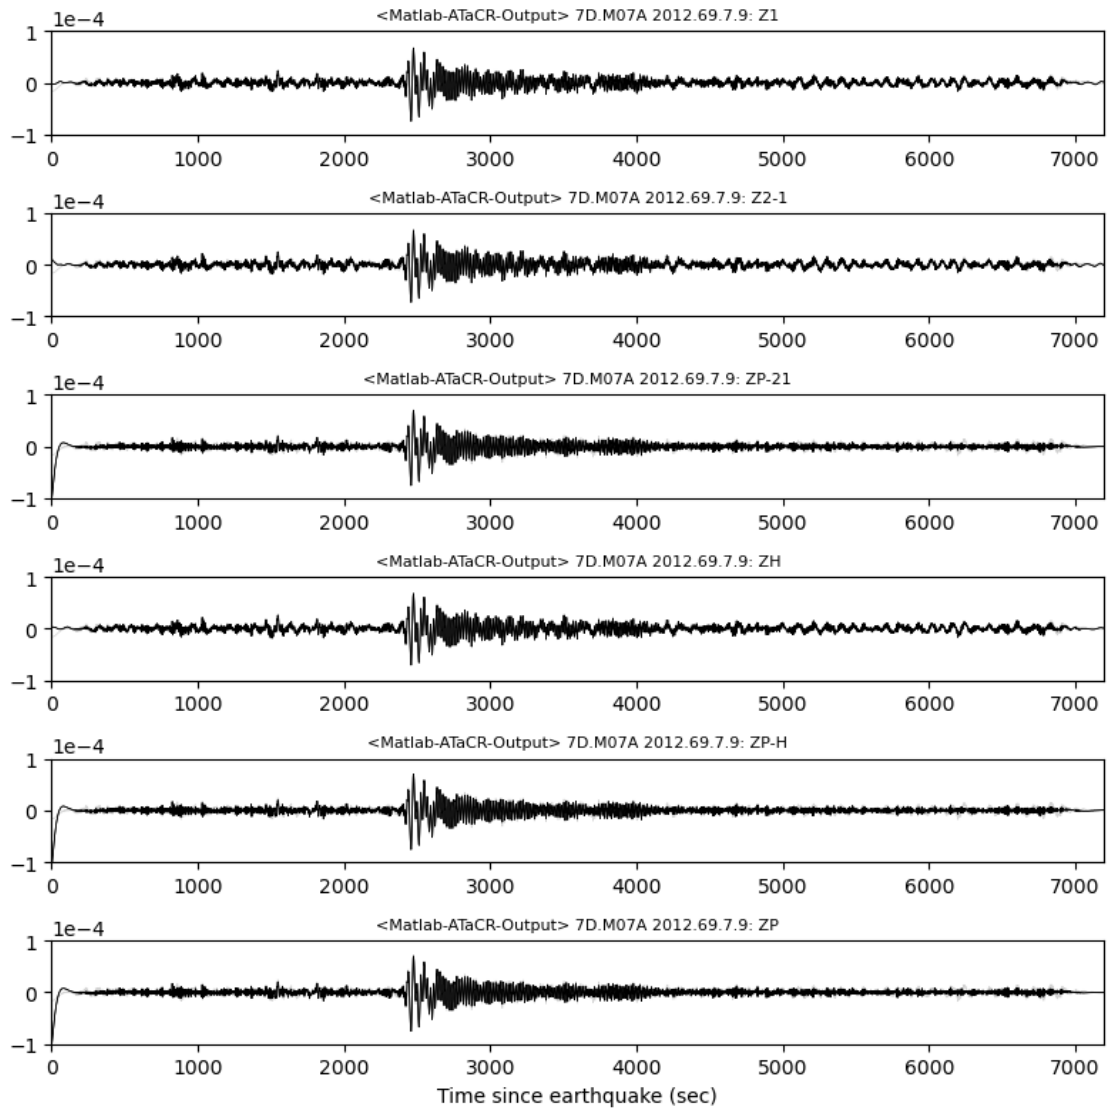 1e−4 <Matlab-ATaCR-Output> 7D.M07A 2012.69.7.9: Z1
1
0
−1
0 1000 2000 3000 4000 5000 6000 7000
1e−4 <Matlab-ATaCR-Output> 7D.M07A 2012.69.7.9: Z2-1
1
0
−1
0 1000 2000 3000 4000 5000 6000 7000
1e−4 <Matlab-ATaCR-Output> 7D.M07A 2012.69.7.9: ZP-21
1
0
−1
0 1000 2000 3000 4000 5000 6000 7000
1e−4 <Matlab-ATaCR-Output> 7D.M07A 2012.69.7.9: ZH
1
0
−1
0 1000 2000 3000 4000 5000 6000 7000
1e−4 <Matlab-ATaCR-Output> 7D.M07A 2012.69.7.9: ZP-H
1
0
−1
0 1000 2000 3000 4000 5000 6000 7000
1e−4 <Matlab-ATaCR-Output> 7D.M07A 2012.69.7.9: ZP
1
0
−1
0 1000 2000 3000 4000 5000 6000 7000
Time since earthquake (sec)